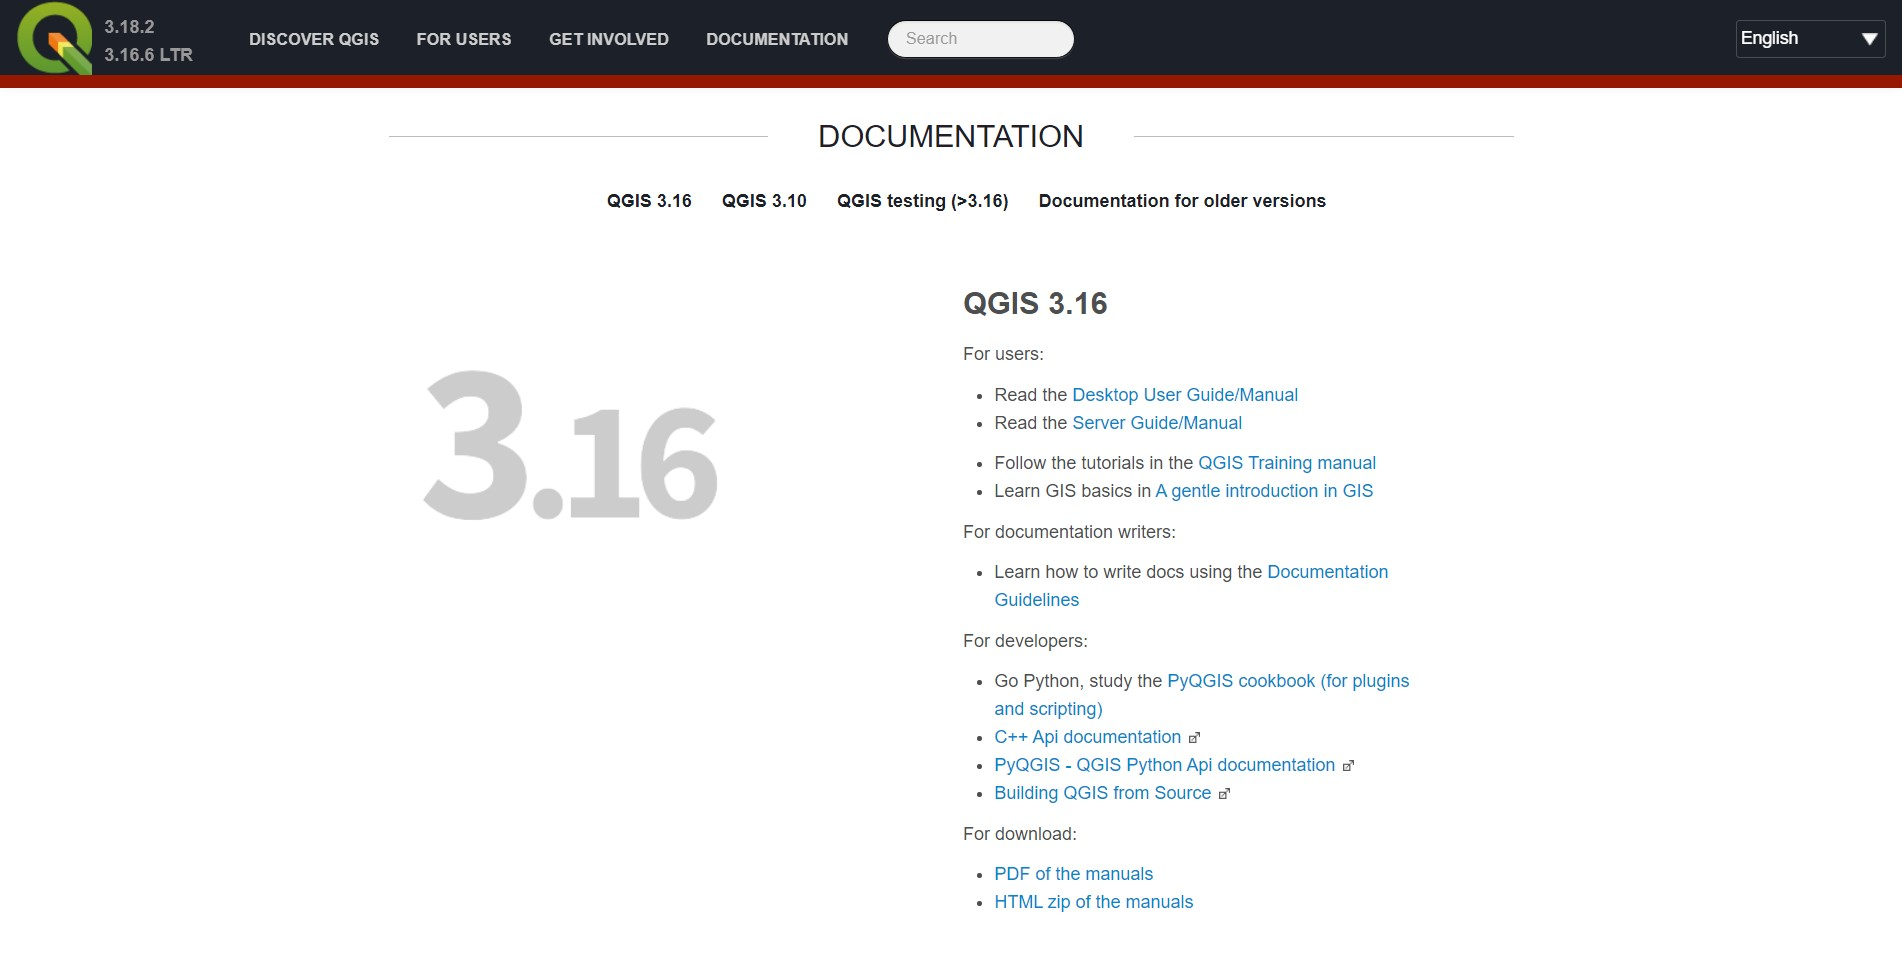 3.18.2
3.16.6 LTR
DISCOVER QGIS FOR USERS GET INVOLVED DOCUMENTATION Search English
DOCUMENTATION
QGIS 3.16 QGIS 3.10 QGIS testing (>3.16) Documentation for older versions
3.16
QGIS 3.16
For users:
Read the Desktop User Guide/Manual
Read the Server Guide/Manual
Follow the tutorials in the QGIS Training manual
Learn GIS basics in A gentle introduction in GIS
For documentation writers:
Learn how to write docs using the Documentation
Guidelines
For developers:
Go Python, study the PyQGIS cookbook (for plugins
and scripting)
C++ Api documentation
PyQGIS - QGIS Python Api documentation
Building QGIS from Source
For download:
PDF of the manuals
HTML zip of the manuals